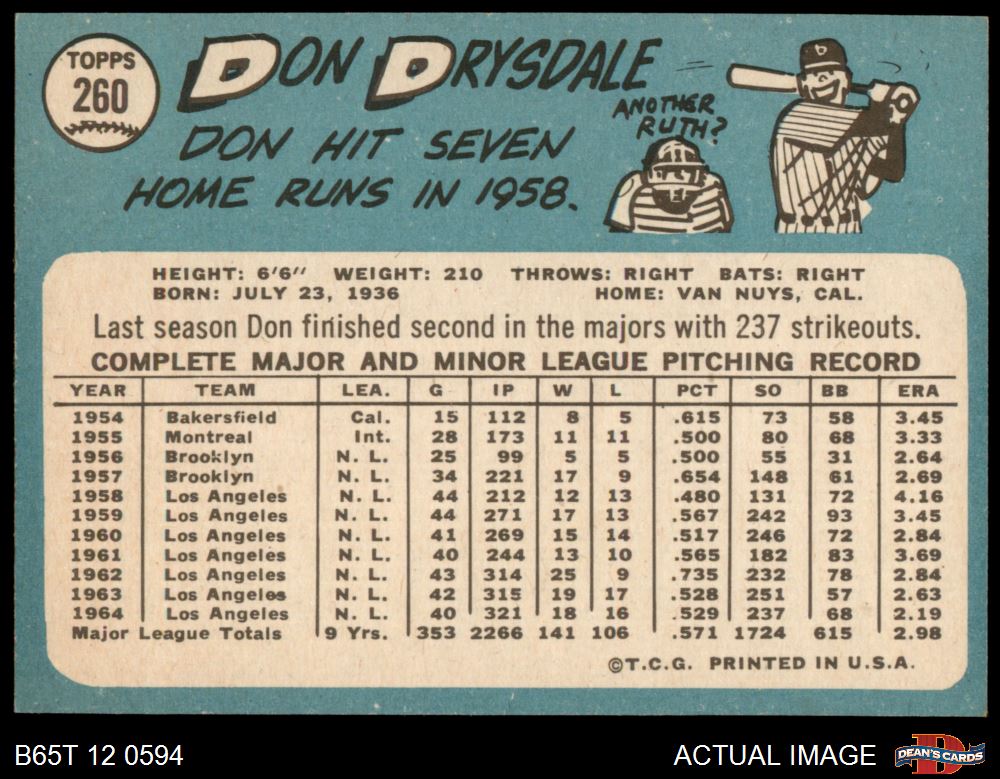 TOPPS
260
DON DRYSDALE
DON HIT SEVEN
HOME RUNS IN 1958.
ANOTHER
RUTH?
HEIGHT: 6'6" WEIGHT: 210 THROWS: RIGHT BATS: RIGHT
BORN: JULY 23, 1936 HOME: VAN NUYS, CAL.
Last season Don finished second in the majors with 237 strikeouts.
COMPLETE MAJOR AND MINOR LEAGUE PITCHING RECORD
YEAR TEAM LEA. G IP W L PCT SO BB ERA
1954 Bakersfield Cal. 15 112 8 5 .615 73 58 3.45
1955 Montreal Int. 28 173 11 11 .500 80 68 3.33
1956 Brooklyn N. L. 25 99 5 5 .500 55 31 2.64
1957 Brooklyn N. L. 34 221 17 9 .654 148 61 2.69
1958 Los Angeles N. L. 44 212 12 13 .480 131 72 4.16
1959 Los Angeles N. L. 44 271 17 13 .567 242 93 3.45
1960 Los Angeles N. L. 41 269 15 14 .517 246 72 2.84
1961 Los Angeles N. L. 40 244 13 10 .565 182 83 3.69
1962 Los Angeles N. L. 43 314 25 9 .735 232 78 2.84
1963 Los Angeles N. L. 42 315 19 17 .528 251 57 2.63
1964 Los Angeles N. L. 40 321 18 16 .529 237 68 2.19
Major League Totals 9 Yrs. 353 2266 141 106 .571 1724 615 2.98
©T.C.G. PRINTED IN U.S.A.
B65T 12 0594 ACTUAL IMAGE
DEAN'S CARDS